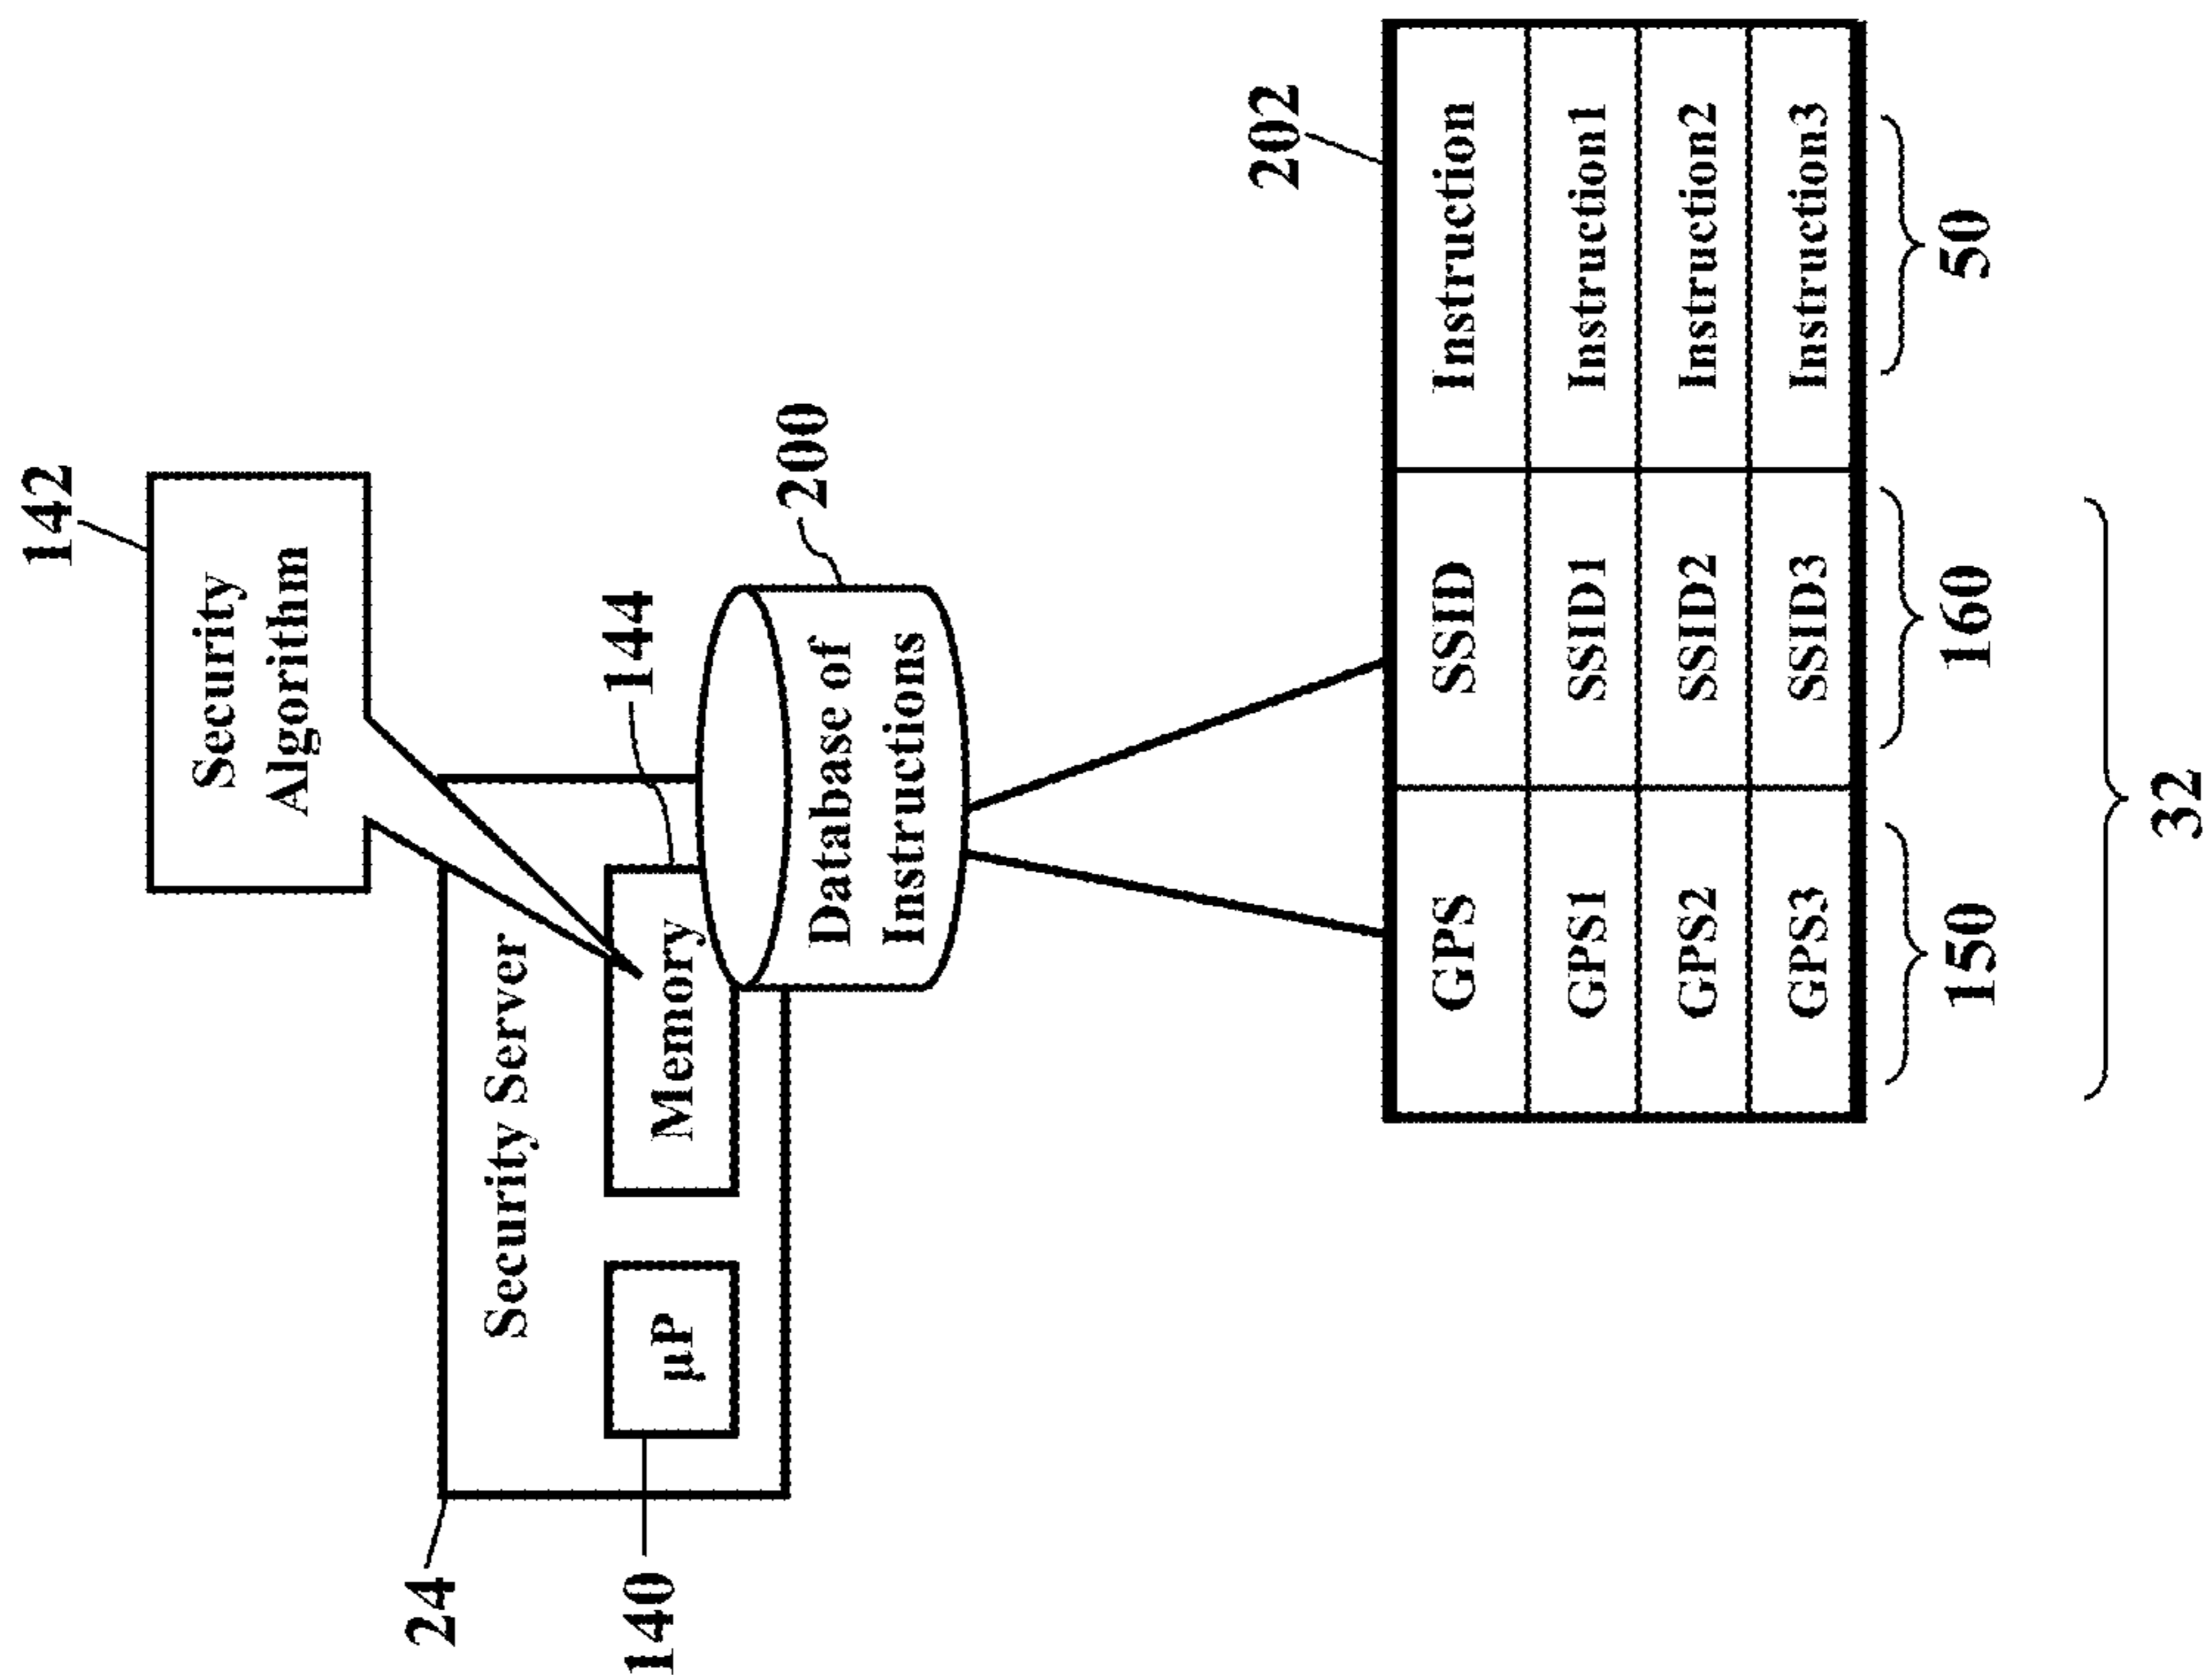 142
Security
Algorithm
24
Security Server
144
140
µP
Memory
200
Database of
Instructions
202
GPS SSID Instruction
GPS1 SSID1 Instruction1
GPS2 SSID2 Instruction2
GPS3 SSID3 Instruction3
150 160 50
32